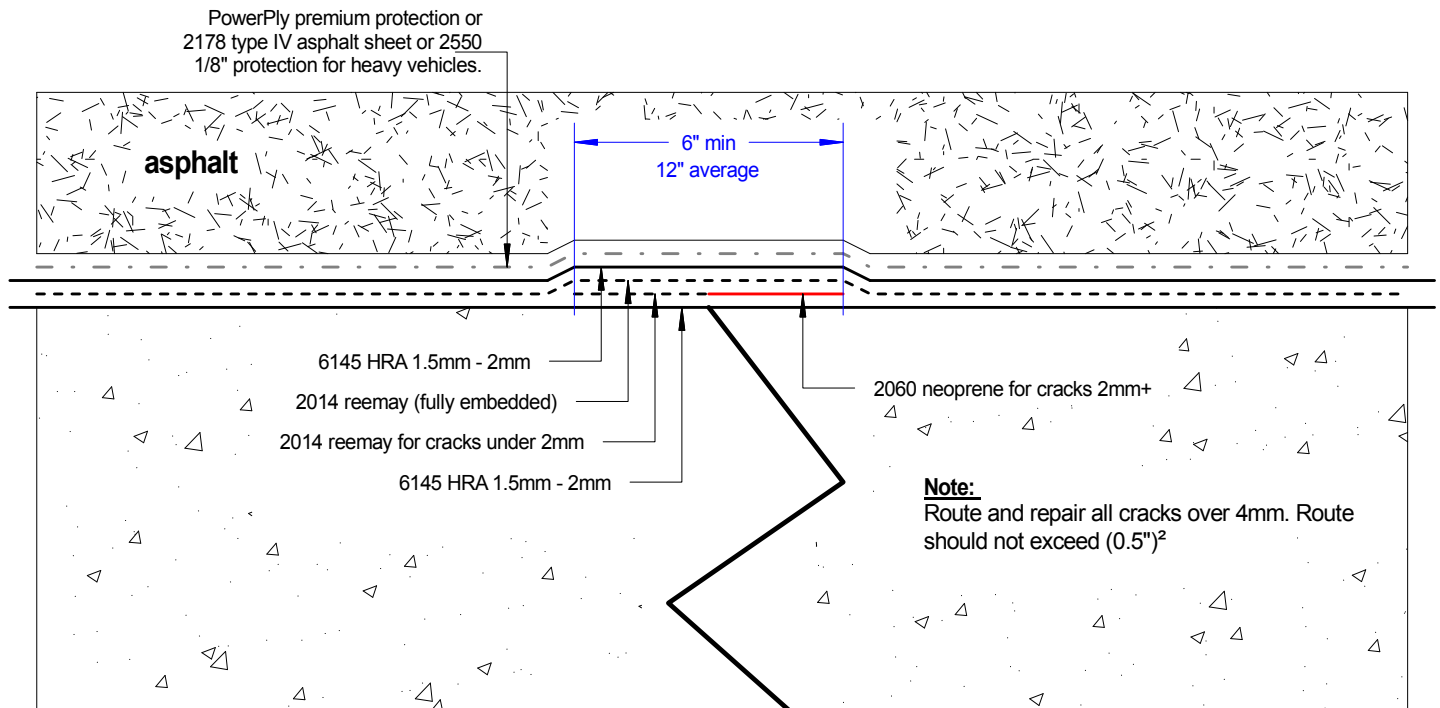 PowerPly premium protection or
2178 type IV asphalt sheet or 2550
1/8" protection for heavy vehicles.
asphalt
6" min
12" average
6145 HRA 1.5mm - 2mm
2014 reemay (fully embedded)
2014 reemay for cracks under 2mm
6145 HRA 1.5mm - 2mm
2060 neoprene for cracks 2mm+
Note:
Route and repair all cracks over 4mm. Route
should not exceed (0.5")²